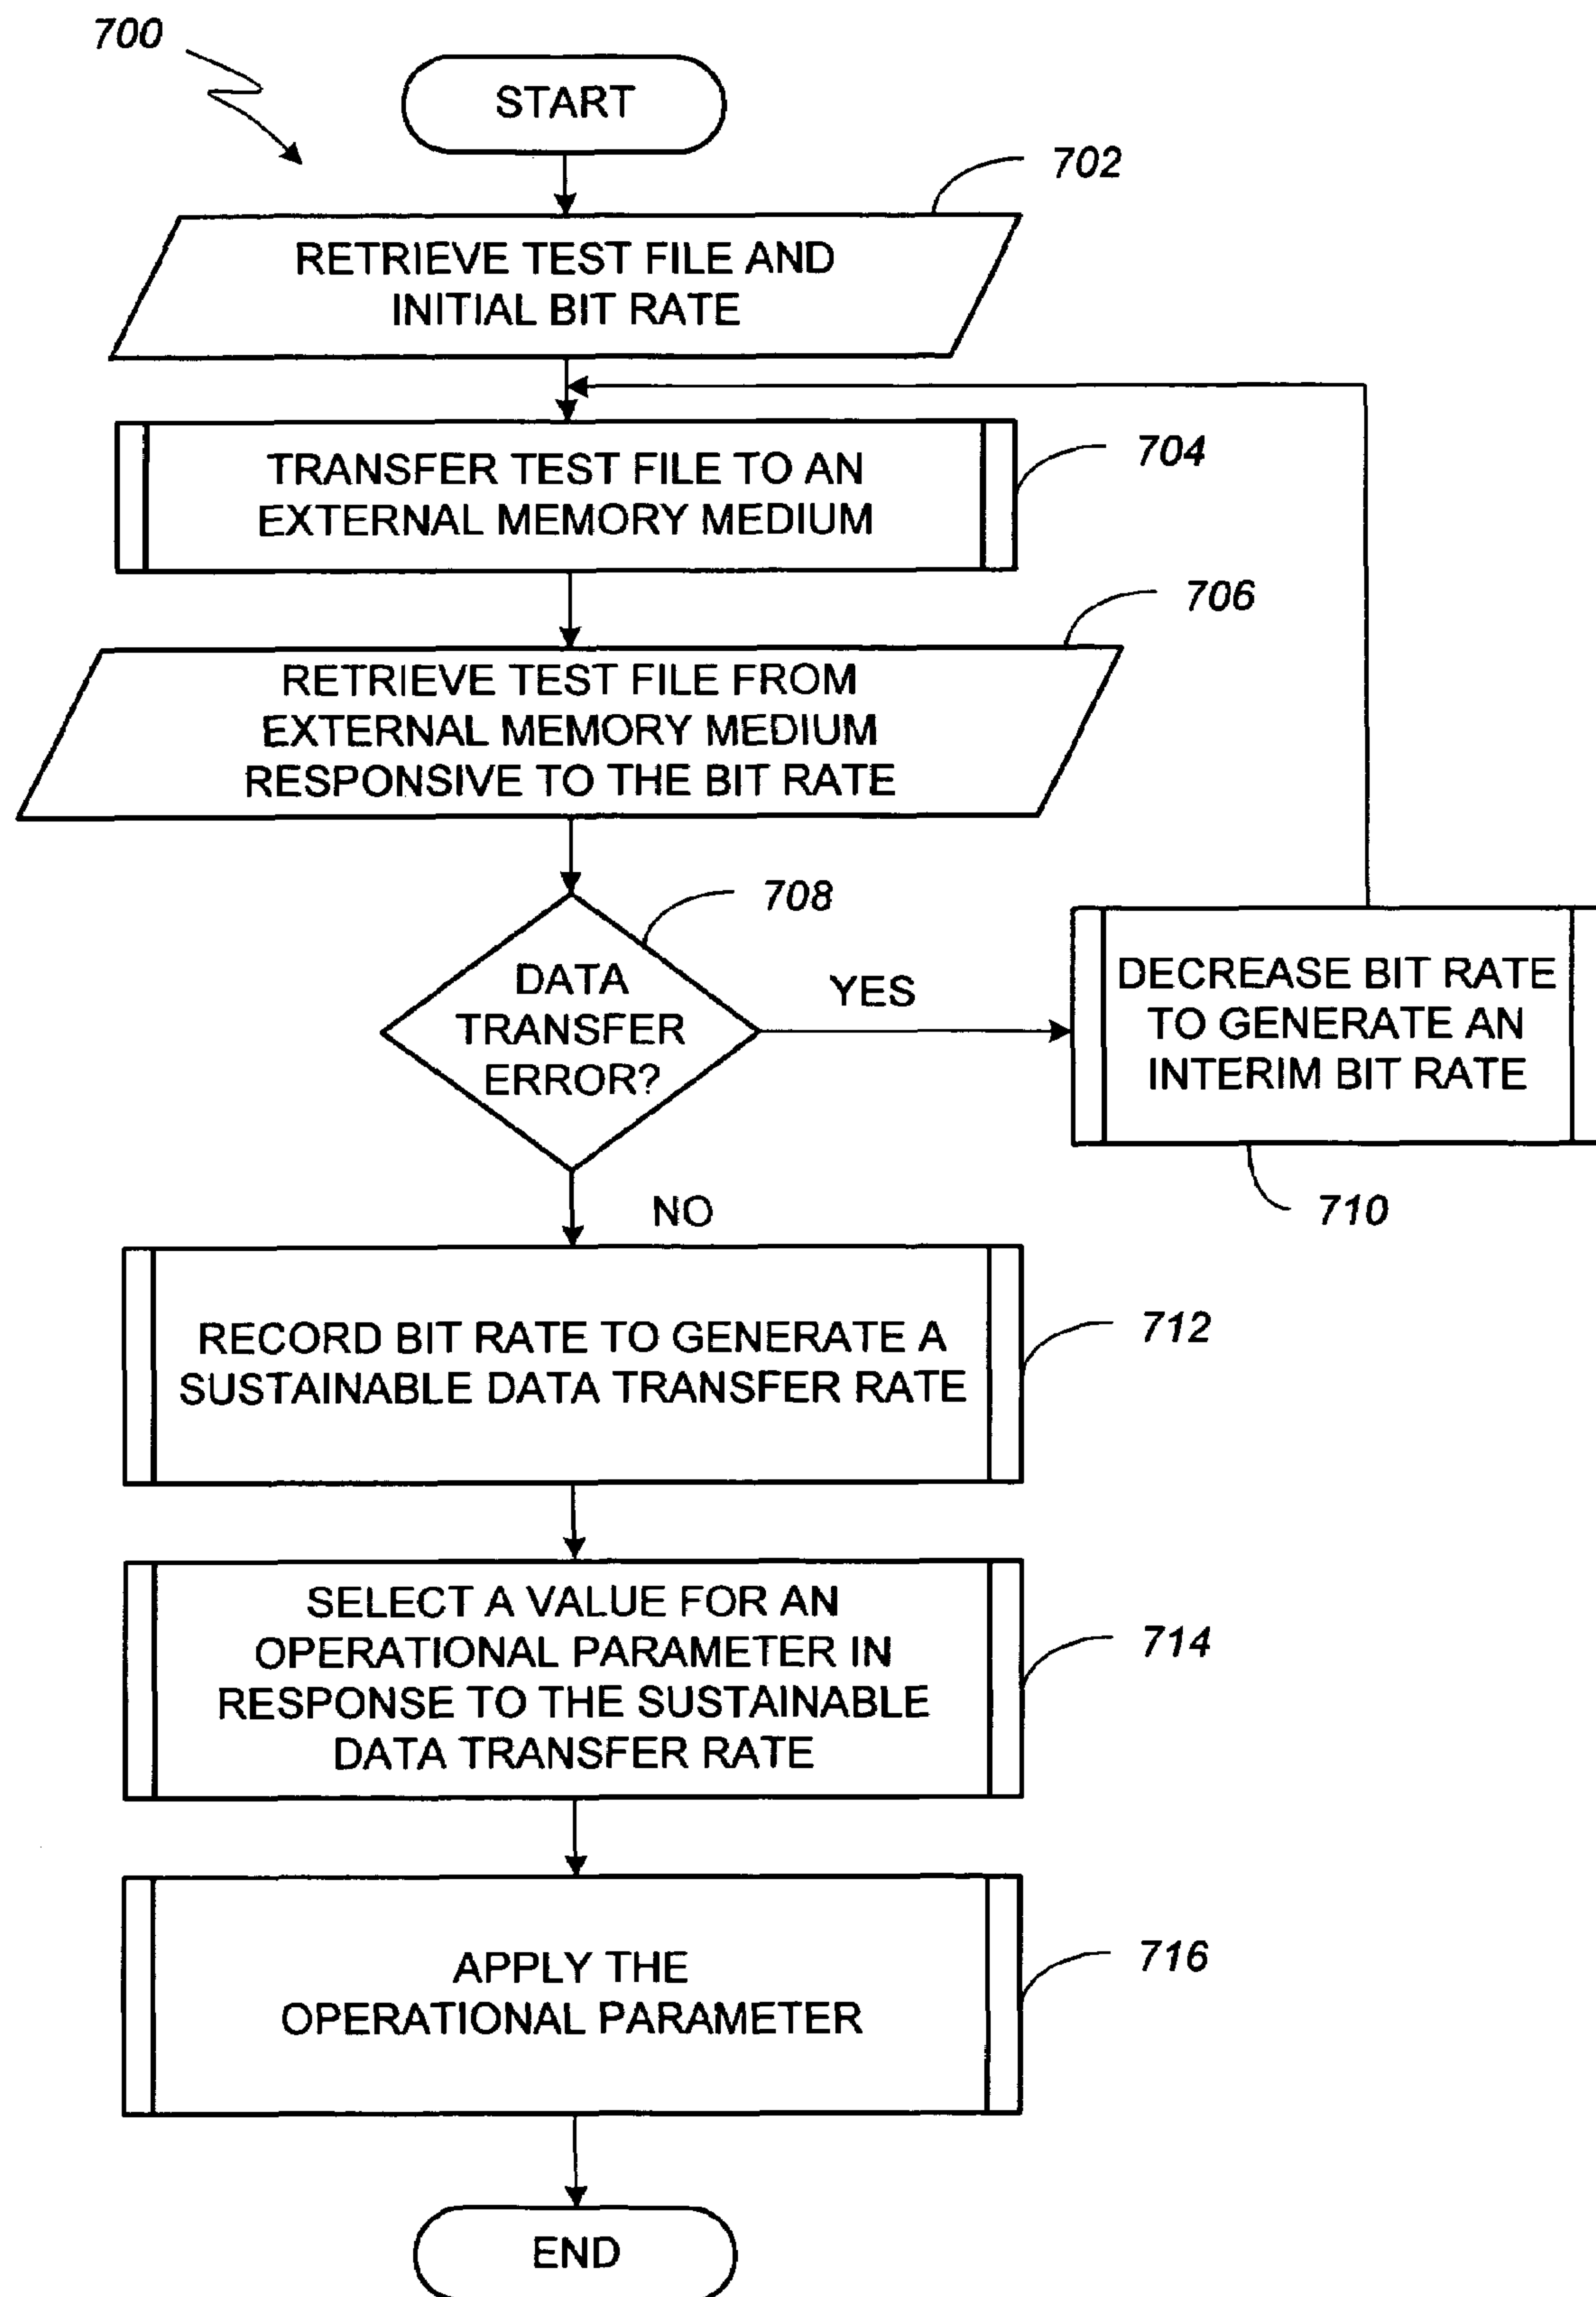 700
START
702
RETRIEVE TEST FILE AND
INITIAL BIT RATE
704
TRANSFER TEST FILE TO AN
EXTERNAL MEMORY MEDIUM
706
RETRIEVE TEST FILE FROM
EXTERNAL MEMORY MEDIUM
RESPONSIVE TO THE BIT RATE
708
DATA
TRANSFER
ERROR?
YES
DECREASE BIT RATE
TO GENERATE AN
INTERIM BIT RATE
710
NO
RECORD BIT RATE TO GENERATE A
SUSTAINABLE DATA TRANSFER RATE
712
SELECT A VALUE FOR AN
OPERATIONAL PARAMETER IN
RESPONSE TO THE SUSTAINABLE
DATA TRANSFER RATE
714
APPLY THE
OPERATIONAL PARAMETER
716
END